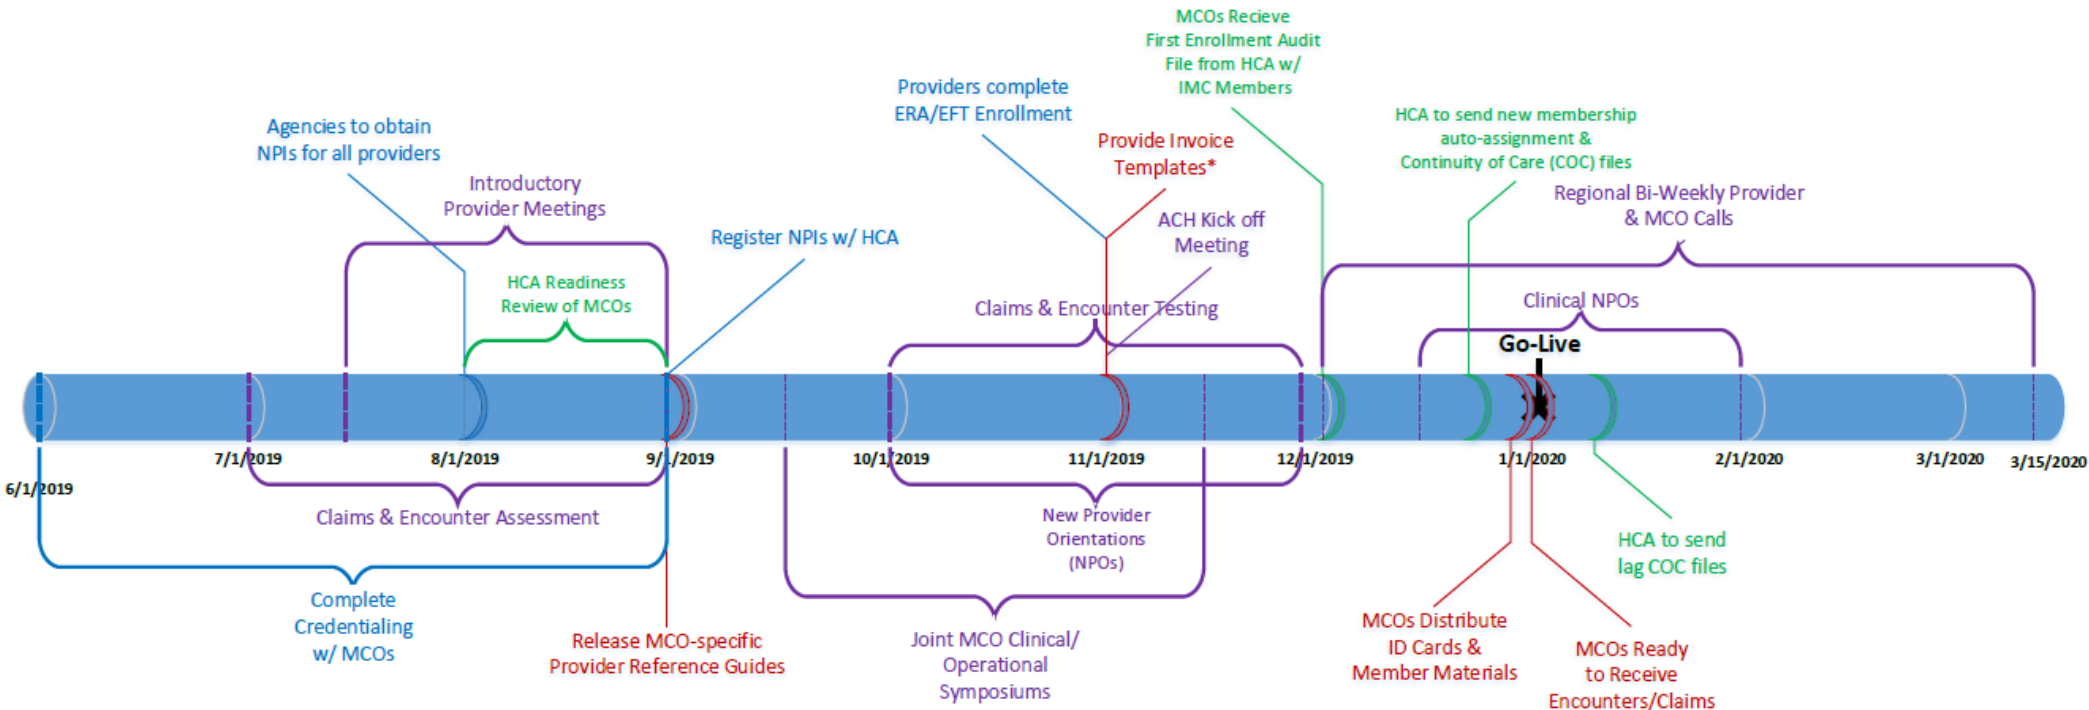 MCOs Recieve
First Enrollment Audit
File from HCA w/
IMC Members
Providers complete
ERA/EFT Enrollment
HCA to send new membership
auto-assignment &
Continuity of Care (COC) files
Agencies to obtain
NPIs for all providers
Provide Invoice
Templates*
Introductory
Provider Meetings
Regional Bi-Weekly Provider
& MCO Calls
ACH Kick off
Meeting
Register NPIs w/ HCA
HCA Readiness
Review of MCOs
Claims & Encounter Testing
Clinical NPOs
Go-Live
6/1/2019
7/1/2019
8/1/2019
9/1/2019
10/1/2019
11/1/2019
12/1/2019
1/1/2020
2/1/2020
3/1/2020
3/15/2020
Claims & Encounter Assessment
New Provider
Orientations
(NPOs)
HCA to send
lag COC files
Complete
Credentialing
w/ MCOs
Release MCO-specific
Provider Reference Guides
Joint MCO Clinical/
Operational
Symposiums
MCOs Distribute
ID Cards &
Member Materials
MCOs Ready
to Receive
Encounters/Claims